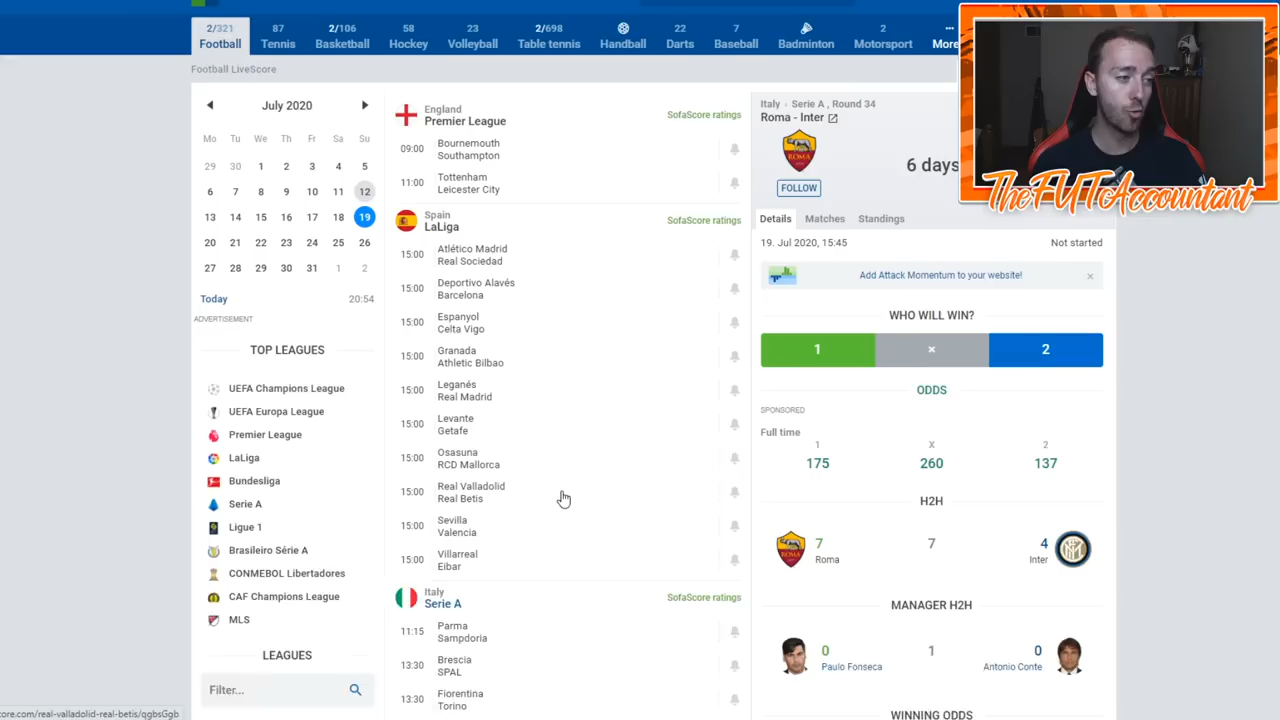 2/321
Football
87
Tennis
2/106
Basketball
58
Hockey
23
Volleyball
2/698
Table tennis
Handball
22
Darts
7
Baseball
Badminton
2
Motorsport
More
Football LiveScore
July 2020
Mo Tu We Th Fr Sa Su
29 30 1 2 3 4 5
6 7 8 9 10 11 12
13 14 15 16 17 18 19
20 21 22 23 24 25 26
27 28 29 30 31 1 2
Today 20:54
ADVERTISEMENT
TOP LEAGUES
UEFA Champions League
UEFA Europa League
Premier League
LaLiga
Bundesliga
Serie A
Ligue 1
Brasileiro Série A
CONMEBOL Libertadores
CAF Champions League
MLS
LEAGUES
Filter...
England
Premier League
SofaScore ratings
09:00
Bournemouth
Southampton
11:00
Tottenham
Leicester City
Spain
LaLiga
SofaScore ratings
15:00
Atlético Madrid
Real Sociedad
15:00
Deportivo Alavés
Barcelona
15:00
Espanyol
Celta Vigo
15:00
Granada
Athletic Bilbao
15:00
Leganés
Real Madrid
15:00
Levante
Getafe
15:00
Osasuna
RCD Mallorca
15:00
Real Valladolid
Real Betis
15:00
Sevilla
Valencia
15:00
Villarreal
Eibar
Italy
Serie A
SofaScore ratings
11:15
Parma
Sampdoria
13:30
Brescia
SPAL
13:30
Fiorentina
Torino
Italy Serie A , Round 34
Roma - Inter
ROMA
6 days
FOLLOW
Details Matches Standings
19. Jul 2020, 15:45 Not started
Add Attack Momentum to your website!
WHO WILL WIN?
1 × 2
ODDS
SPONSORED
Full time
1 X 2
175 260 137
H2H
7
Roma
7
4
Inter
MANAGER H2H
0
Paulo Fonseca
1
0
Antonio Conte
WINNING ODDS
TheFUTAccountant
core.com/real-valladolid-real-betis/qgbsGgb